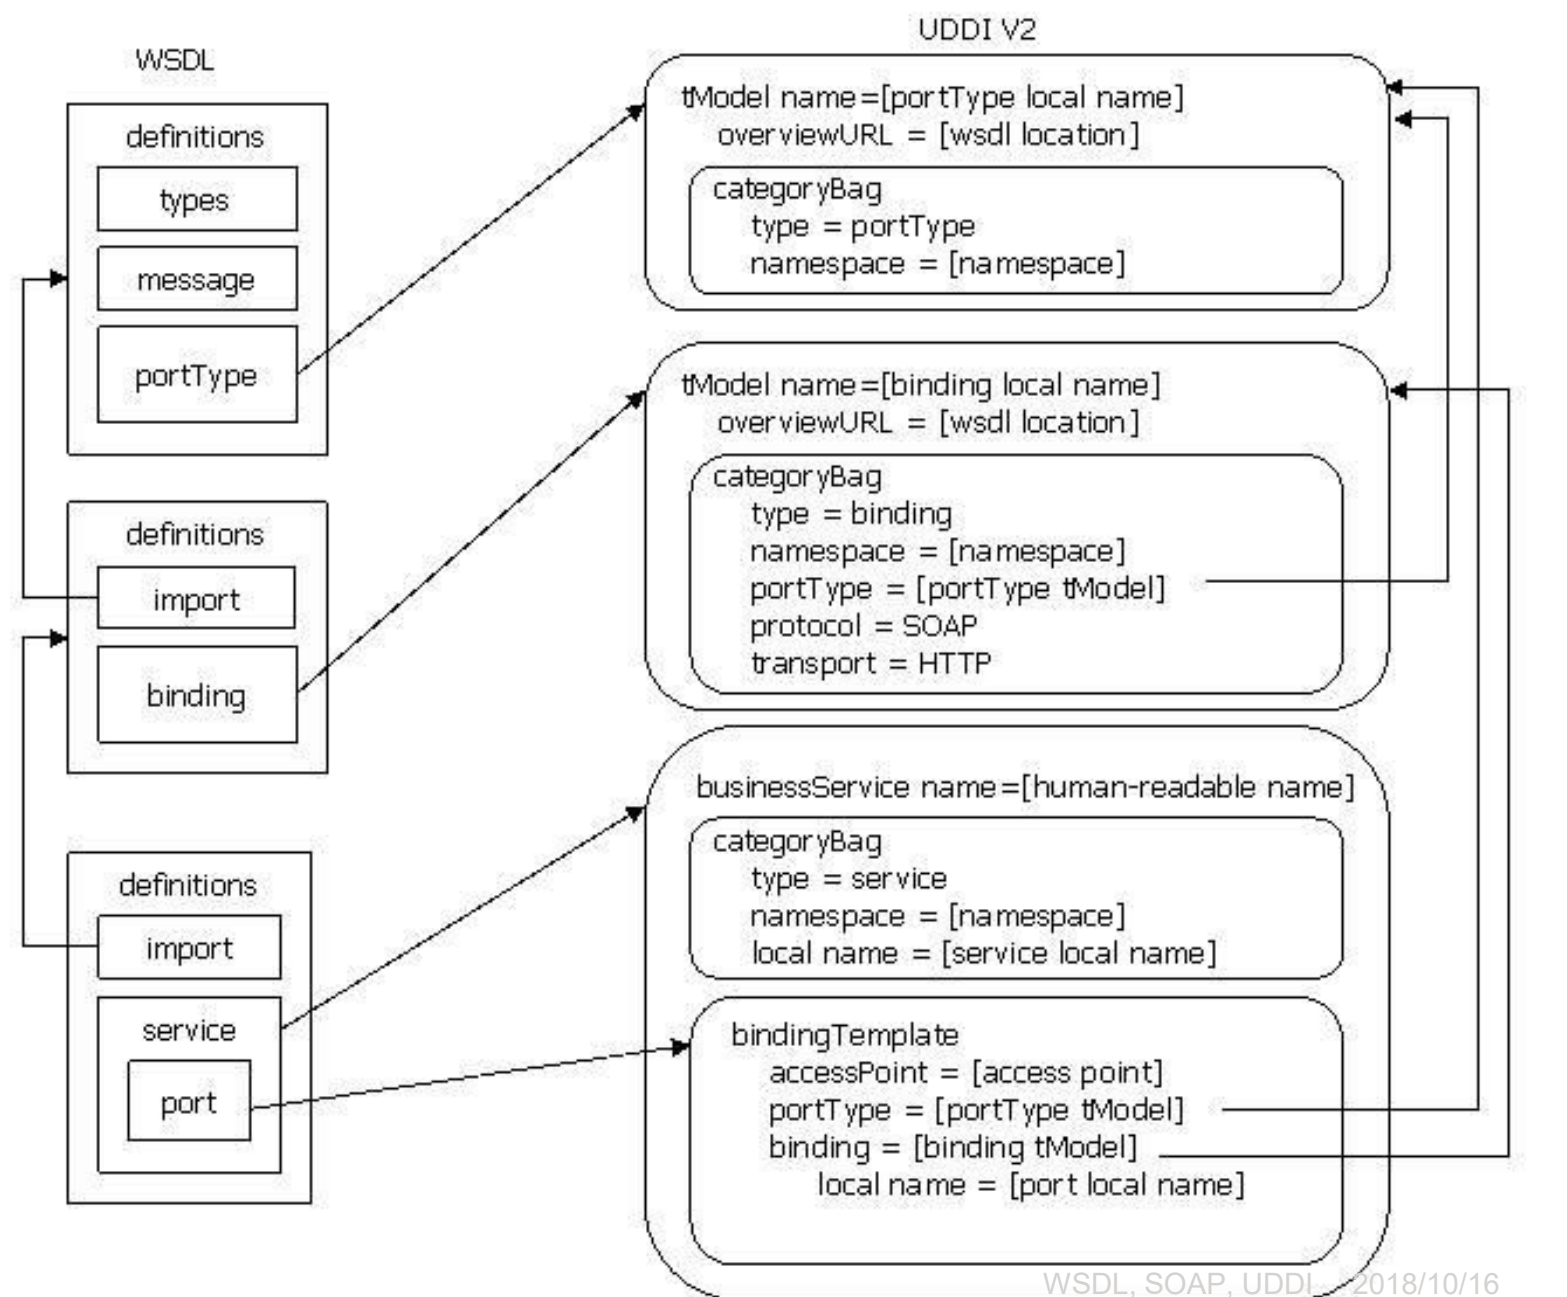 UDDI V2
WSDL
definitions
types
message
portType
definitions
import
binding
definitions
import
service
port
tModel name=[portType local name]
overviewURL = [wsdl location]
categoryBag
type = portType
namespace = [namespace]
tModel name=[binding local name]
overviewURL = [wsdl location]
categoryBag
type = binding
namespace = [namespace]
portType = [portType tModel]
protocol = SOAP
transport = HTTP
businessService name=[human-readable name]
categoryBag
type = service
namespace = [namespace]
local name = [service local name]
bindingTemplate
accessPoint = [access point]
portType = [portType tModel]
binding = [binding tModel]
local name = [port local name]
WSDL, SOAP, UDDI 2018/10/16